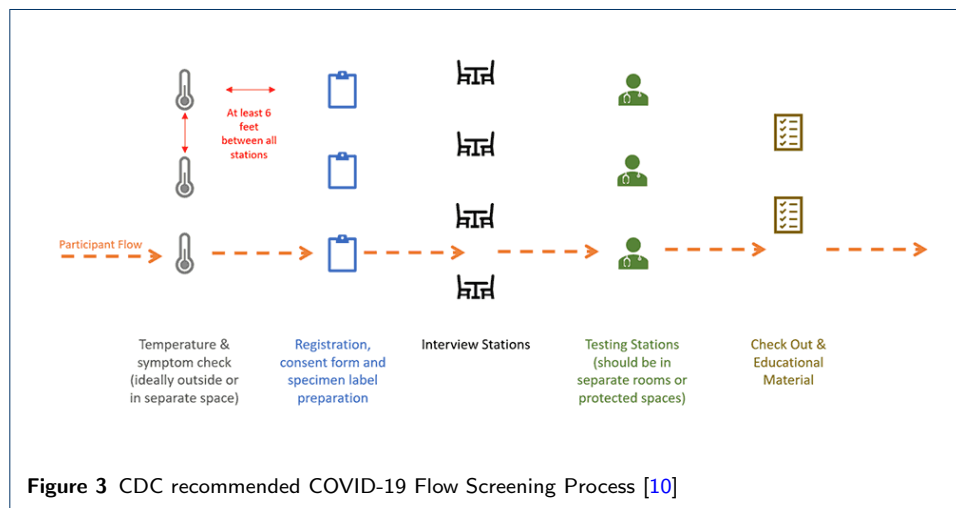 At least 6
feet
between all
stations
Participant Flow
Temperature &
symptom check
(ideally outside or
in separate space)
Registration,
consent form and
specimen label
preparation
Interview Stations
Testing Stations
(should be in
separate rooms or
protected spaces)
Check Out &
Educational
Material
Figure 3 CDC recommended COVID-19 Flow Screening Process [10]